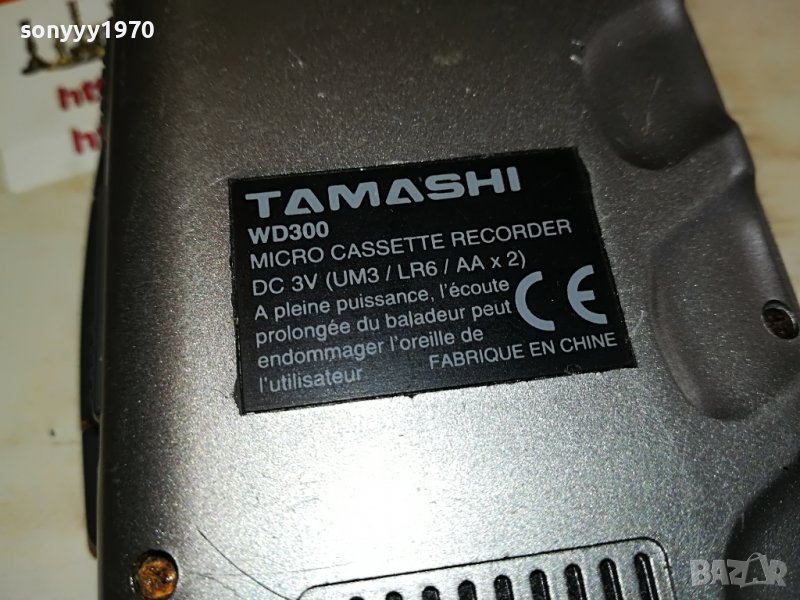 sonyyy1970
TAMASHI
WD300
MICRO CASSETTE RECORDER
DC 3V (UM3 / LR6 / AA x 2)
A pleine puissance, l'écoute
prolongée du baladeur peut
endommager l'oreille de
l'utilisateur
CE
FABRIQUE EN CHINE
BAZAR